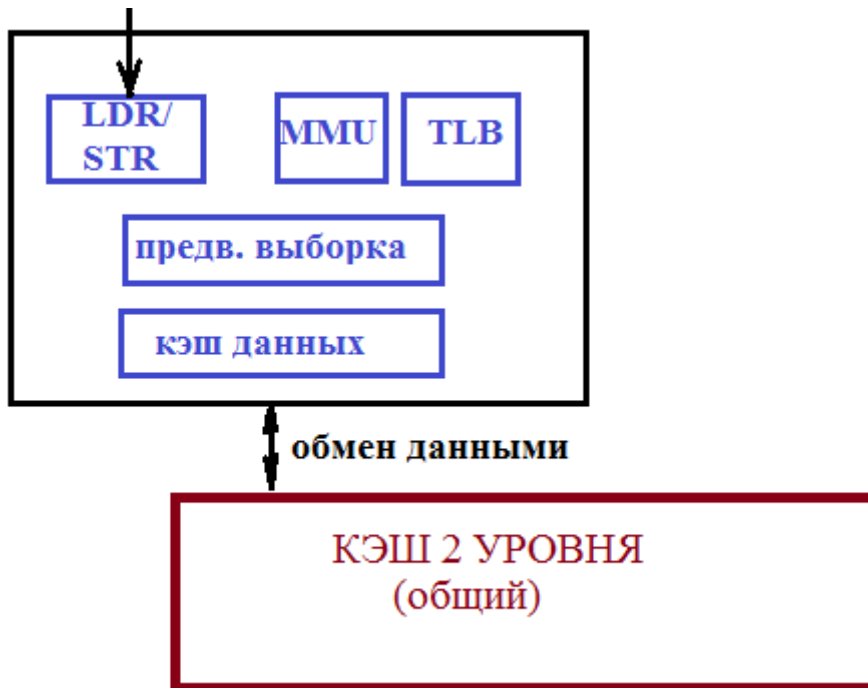 LDR/
STR
MMU
TLB
предв. выборка
кэш данных
обмен данными
КЭШ 2 УРОВНЯ
(общий)